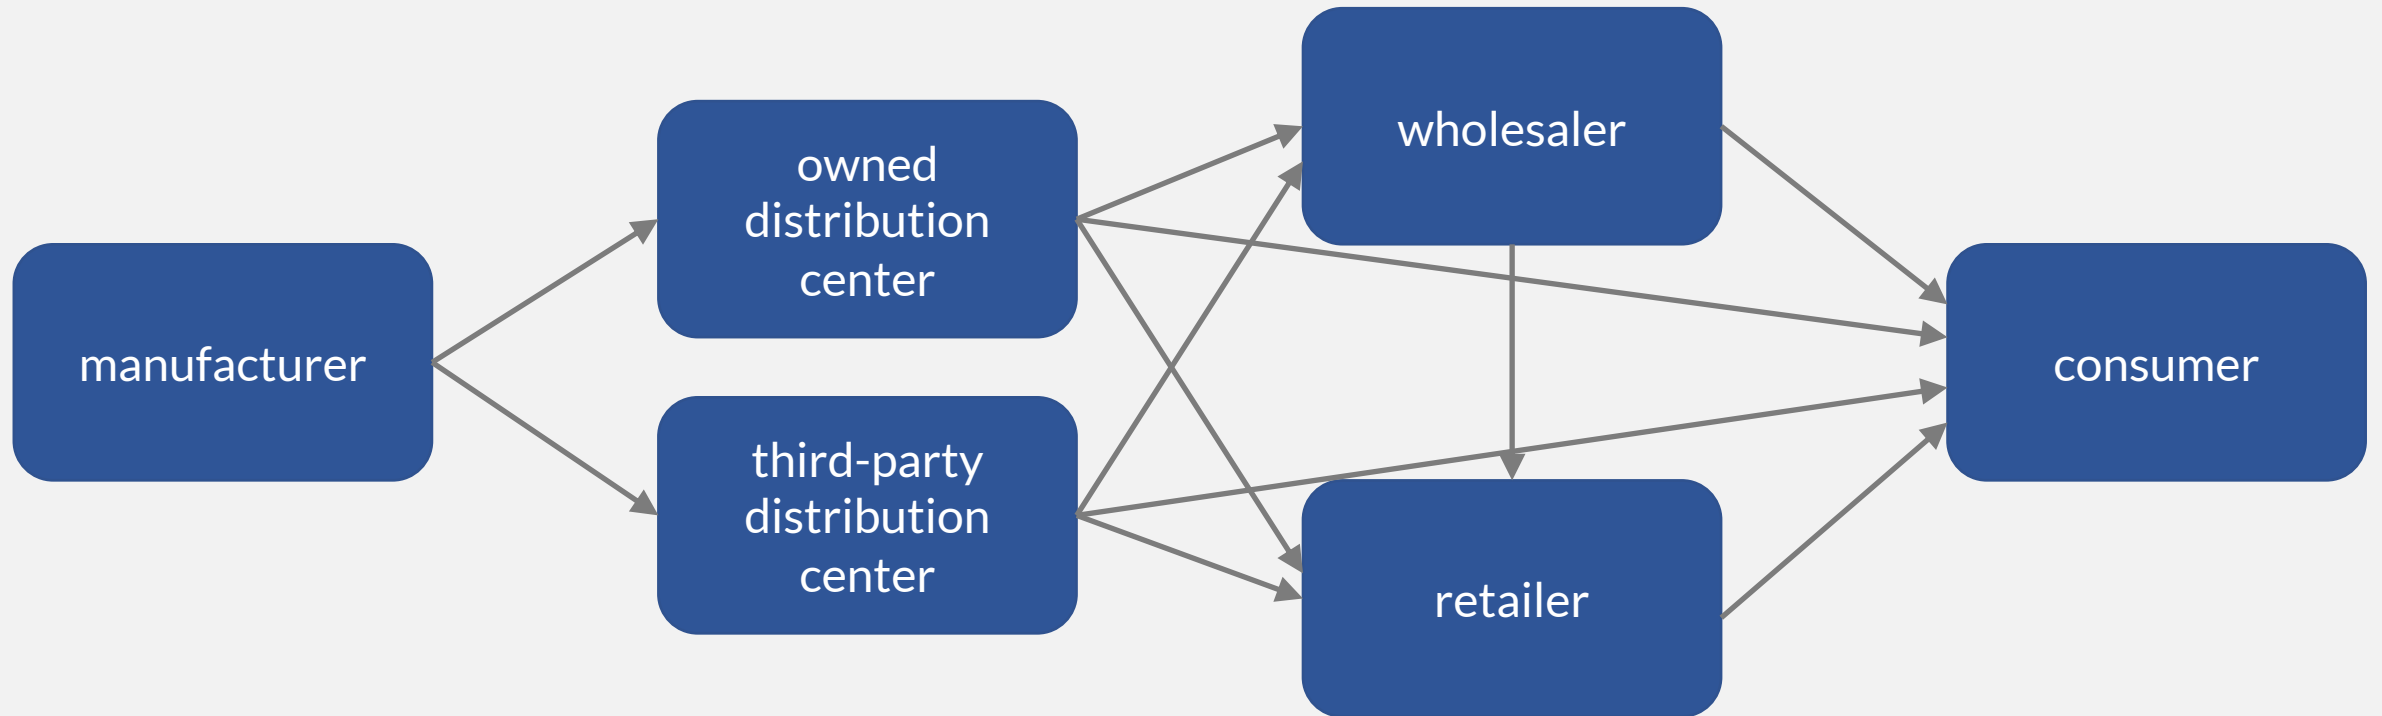 manufacturer
owned
distribution
center
third-party
distribution
center
wholesaler
retailer
consumer